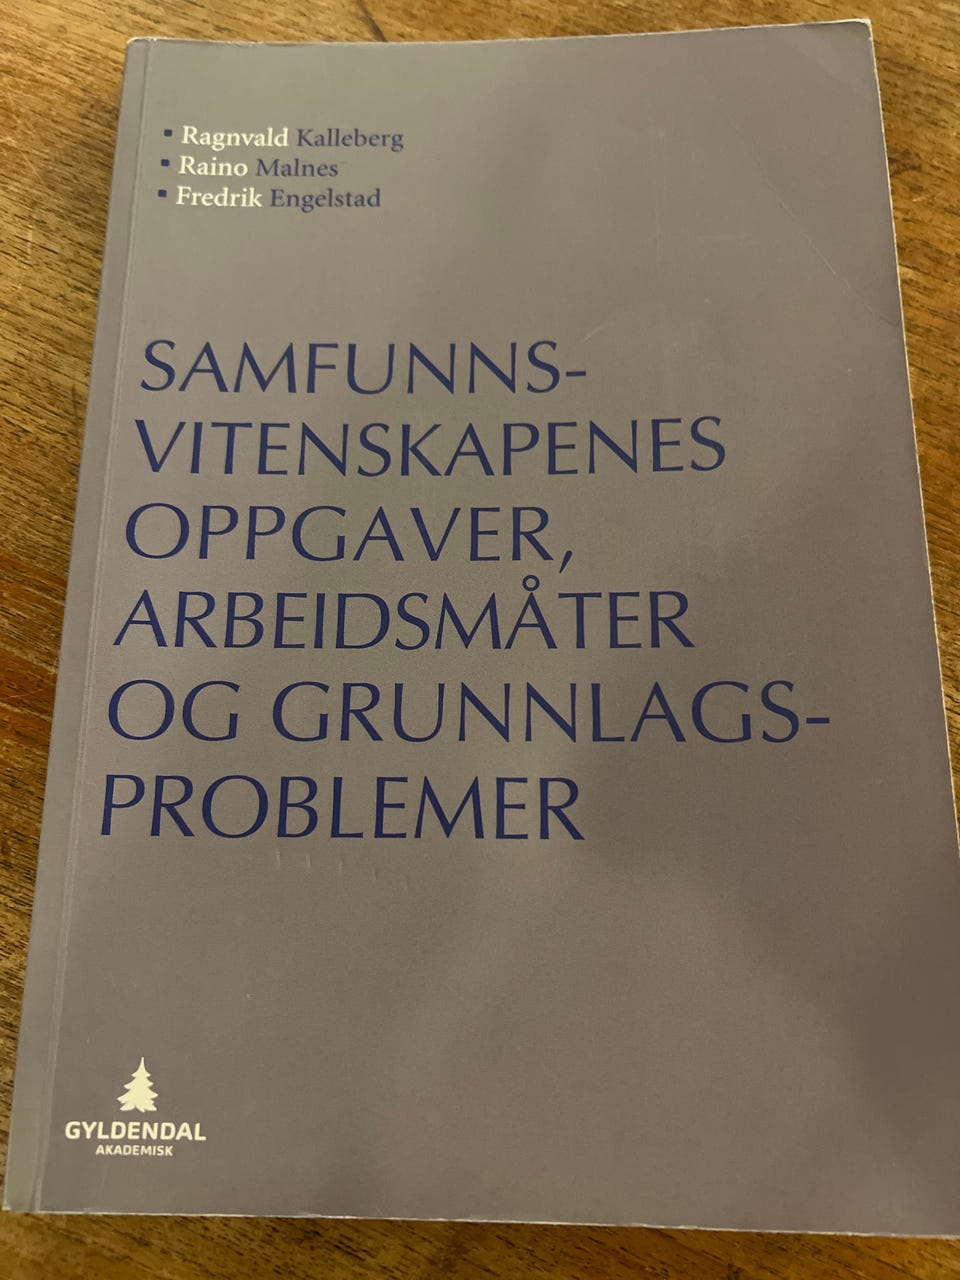 ▪ Ragnvald Kalleberg
▪ Raino Malnes
▪ Fredrik Engelstad
SAMFUNNS-
VITENSKAPENES
OPPGAVER,
ARBEIDSMÅTER
OG GRUNNLAGS-
PROBLEMER
GYLDENDAL
AKADEMISK